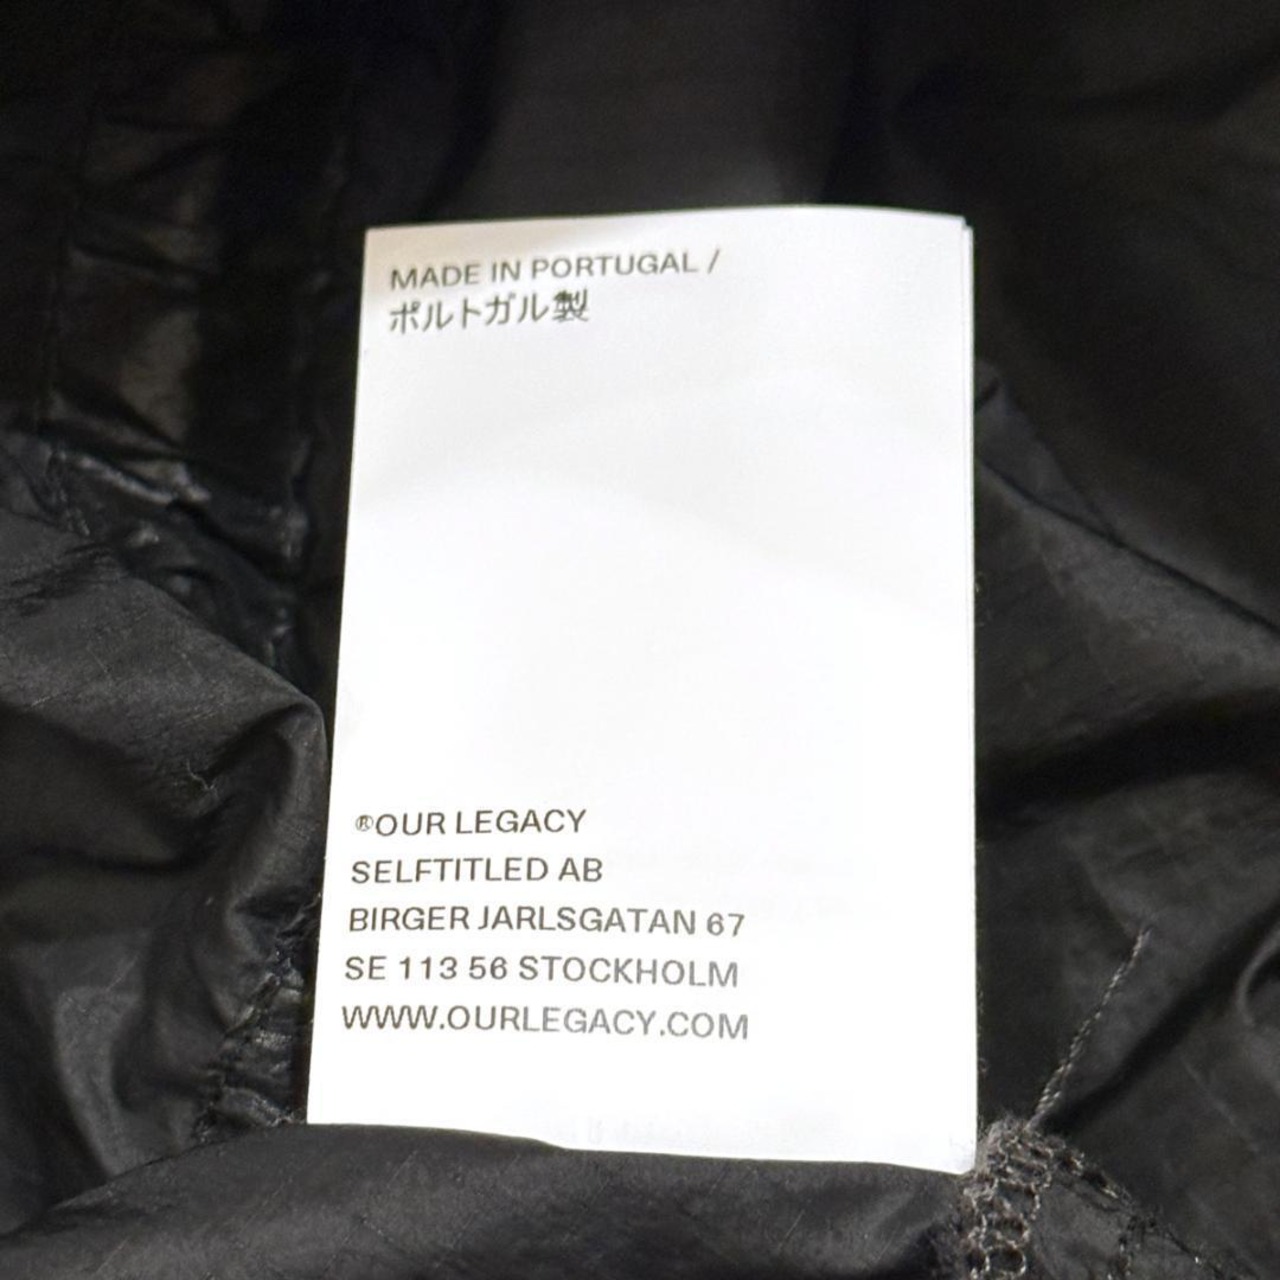 MADE IN PORTUGAL /
ポルトガル製
®OUR LEGACY
SELFTITLED AB
BIRGER JARLSGATAN 67
SE 113 56 STOCKHOLM
WWW.OURLEGACY.COM